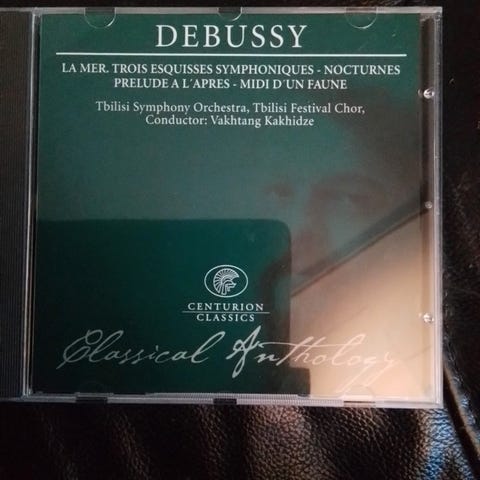 DEBUSSY
LA MER. TROIS ESQUISSES SYMPHONIQUES - NOCTURNES
PRELUDE A L´APRES - MIDI D´UN FAUNE
Tbilisi Symphony Orchestra, Tbilisi Festival Chor,
Conductor: Vakhtang Kakhidze
CENTURION
CLASSICS
Classical Anthology